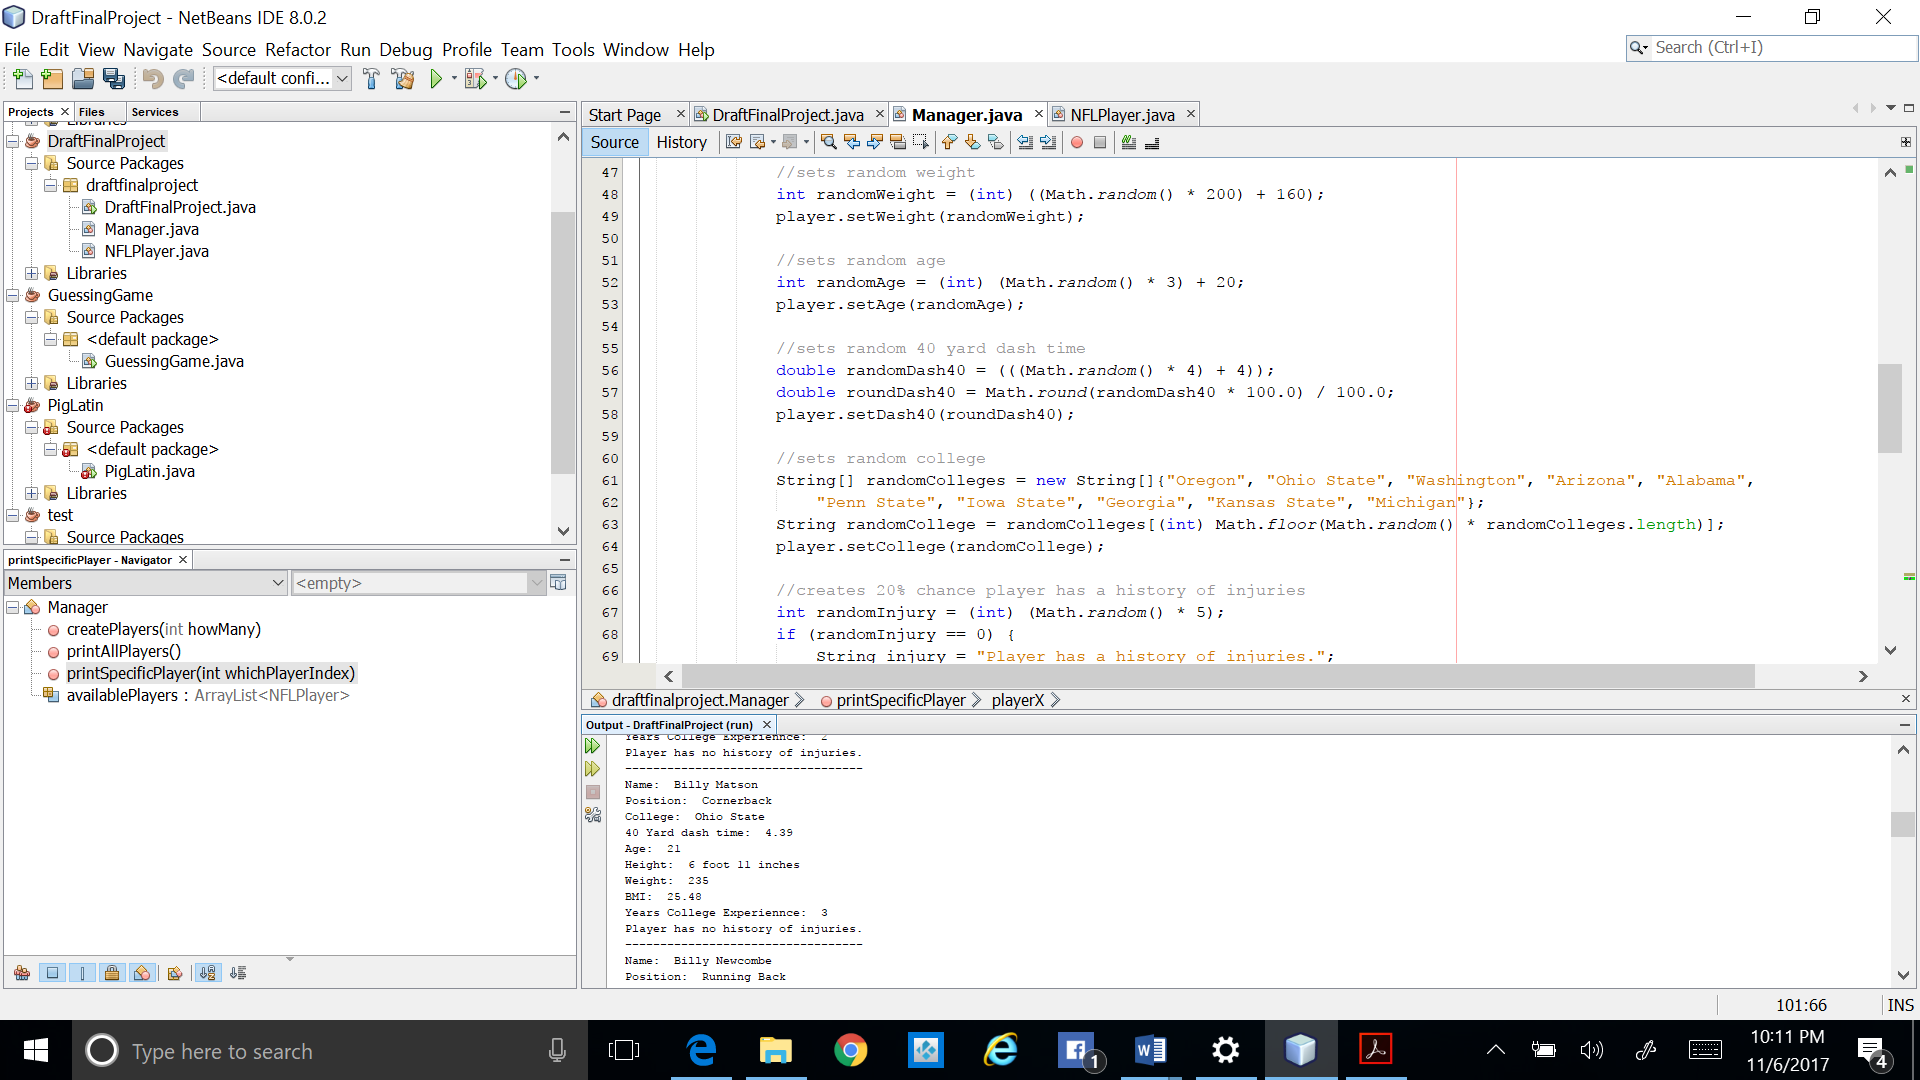 DraftFinalProject - NetBeans IDE 8.0.2
File Edit View Navigate Source Refactor Run Debug Profile Team Tools Window Help
Search (Ctrl+I)
<default confi...
Projects Files Services
Libraries
DraftFinalProject
Source Packages
draftfinalproject
DraftFinalProject.java
Manager.java
NFLPlayer.java
Libraries
GuessingGame
Source Packages
<default package>
GuessingGame.java
Libraries
PigLatin
Source Packages
<default package>
PigLatin.java
Libraries
test
Source Packages
printSpecificPlayer - Navigator
Members <empty>
Manager
createPlayers(int howMany)
printAllPlayers()
printSpecificPlayer(int whichPlayerIndex)
availablePlayers : ArrayList<NFLPlayer>
Start Page DraftFinalProject.java Manager.java NFLPlayer.java
Source History
47 //sets random weight
48 int randomWeight = (int) ((Math.random() * 200) + 160);
49 player.setWeight(randomWeight);
50
51 //sets random age
52 int randomAge = (int) (Math.random() * 3) + 20;
53 player.setAge(randomAge);
54
55 //sets random 40 yard dash time
56 double randomDash40 = (((Math.random() * 4) + 4));
57 double roundDash40 = Math.round(randomDash40 * 100.0) / 100.0;
58 player.setDash40(roundDash40);
59
60 //sets random college
61 String[] randomColleges = new String[]{"Oregon", "Ohio State", "Washington", "Arizona", "Alabama",
62 "Penn State", "Iowa State", "Georgia", "Kansas State", "Michigan"};
63 String randomCollege = randomColleges[(int) Math.floor(Math.random() * randomColleges.length)];
64 player.setCollege(randomCollege);
65
66 //creates 20% chance player has a history of injuries
67 int randomInjury = (int) (Math.random() * 5);
68 if (randomInjury == 0) {
69 String injury = "Player has a history of injuries.";
draftfinalproject.Manager printSpecificPlayer playerX
Output - DraftFinalProject (run)
Years College Experiennce: 2
Player has no history of injuries.
----------------------------------
Name: Billy Matson
Position: Cornerback
College: Ohio State
40 Yard dash time: 4.39
Age: 21
Height: 6 foot 11 inches
Weight: 235
BMI: 25.48
Years College Experiennce: 3
Player has no history of injuries.
----------------------------------
Name: Billy Newcombe
Position: Running Back
101:66 INS
Type here to search
1
10:11 PM
11/6/2017
4